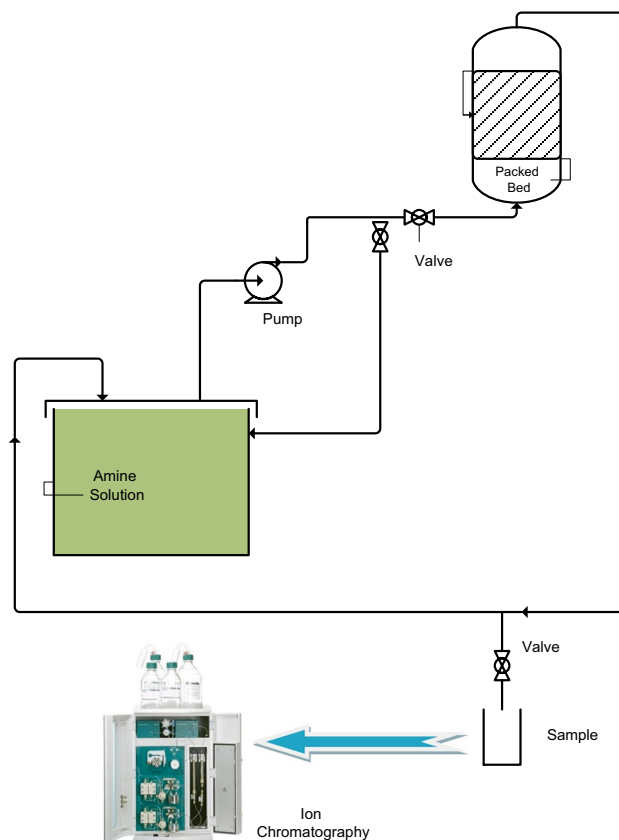 Packed
Bed
Valve
Pump
Amine
Solution
Valve
Sample
Ion
Chromatography